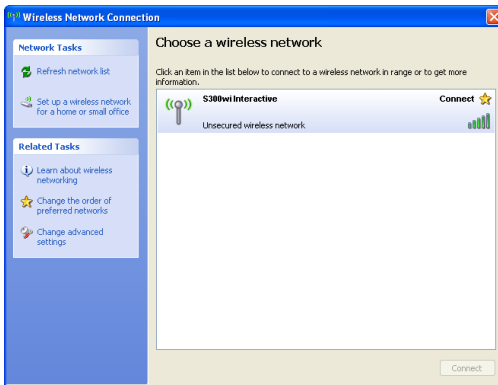 Wireless Network Connection
Network Tasks
Refresh network list
Set up a wireless network
for a home or small office
Related Tasks
Learn about wireless
networking
Change the order of
preferred networks
Change advanced
settings
Choose a wireless network
Click an item in the list below to connect to a wireless network in range or to get more
information.
S300wi Interactive
Connect
Unsecured wireless network
Connect